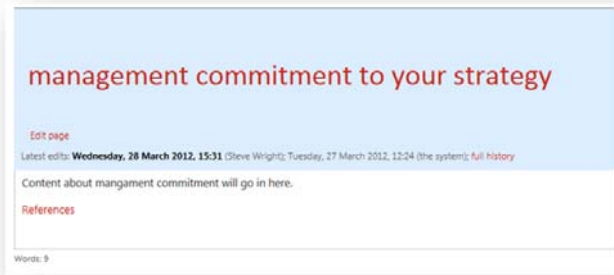 management commitment to your strategy
Edit page
Latest edits: Wednesday, 28 March 2012, 15:31 (Steve Wright); Tuesday, 27 March 2012, 12:24 (the system); full history
Content about mangament commitment will go in here.
References
Words: 9